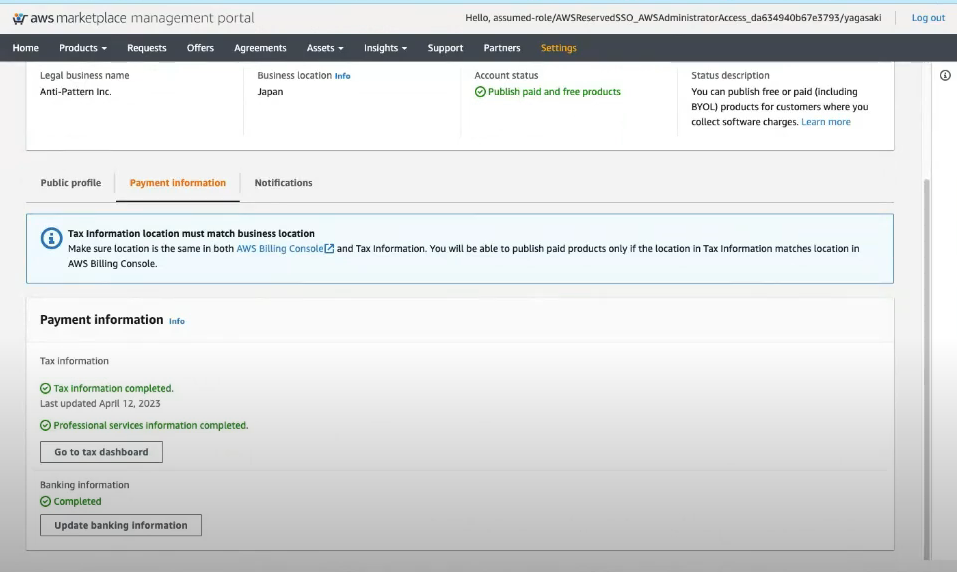 aws marketplace management portal
Hello, assumed-role/AWSReservedSSO_AWSAdministratorAccess_da634940b67e3793/yagasaki
Log out
Home Products Requests Offers Agreements Assets Insights Support Partners Settings
Legal business name
Anti-Pattern Inc.
Business location Info
Japan
Account status
Publish paid and free products
Status description
You can publish free or paid (including
BYOL) products for customers where you
collect software charges. Learn more
Public profile Payment information Notifications
Tax Information location must match business location
Make sure location is the same in both AWS Billing Console and Tax Information. You will be able to publish paid products only if the location in Tax Information matches location in
AWS Billing Console.
Payment information Info
Tax information
Tax information completed.
Last updated April 12, 2023
Professional services information completed.
Go to tax dashboard
Banking information
Completed
Update banking information